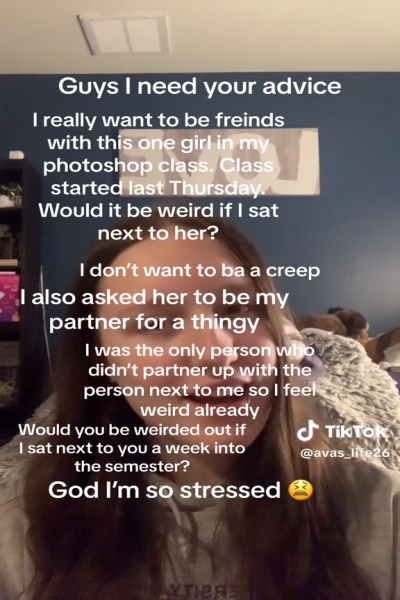 Guys I need your advice
I really want to be freinds
with this one girl in my
photoshop class. Class
started last Thursday.
Would it be weird if I sat
next to her?
I don't want to ba a creep
I also asked her to be my
partner for a thingy
I was the only person who
didn't partner up with the
person next to me so I feel
weird already
Would you be weirded out if
I sat next to you a week into
the semester?
God I'm so stressed 😫
TikTok
@avas_life26